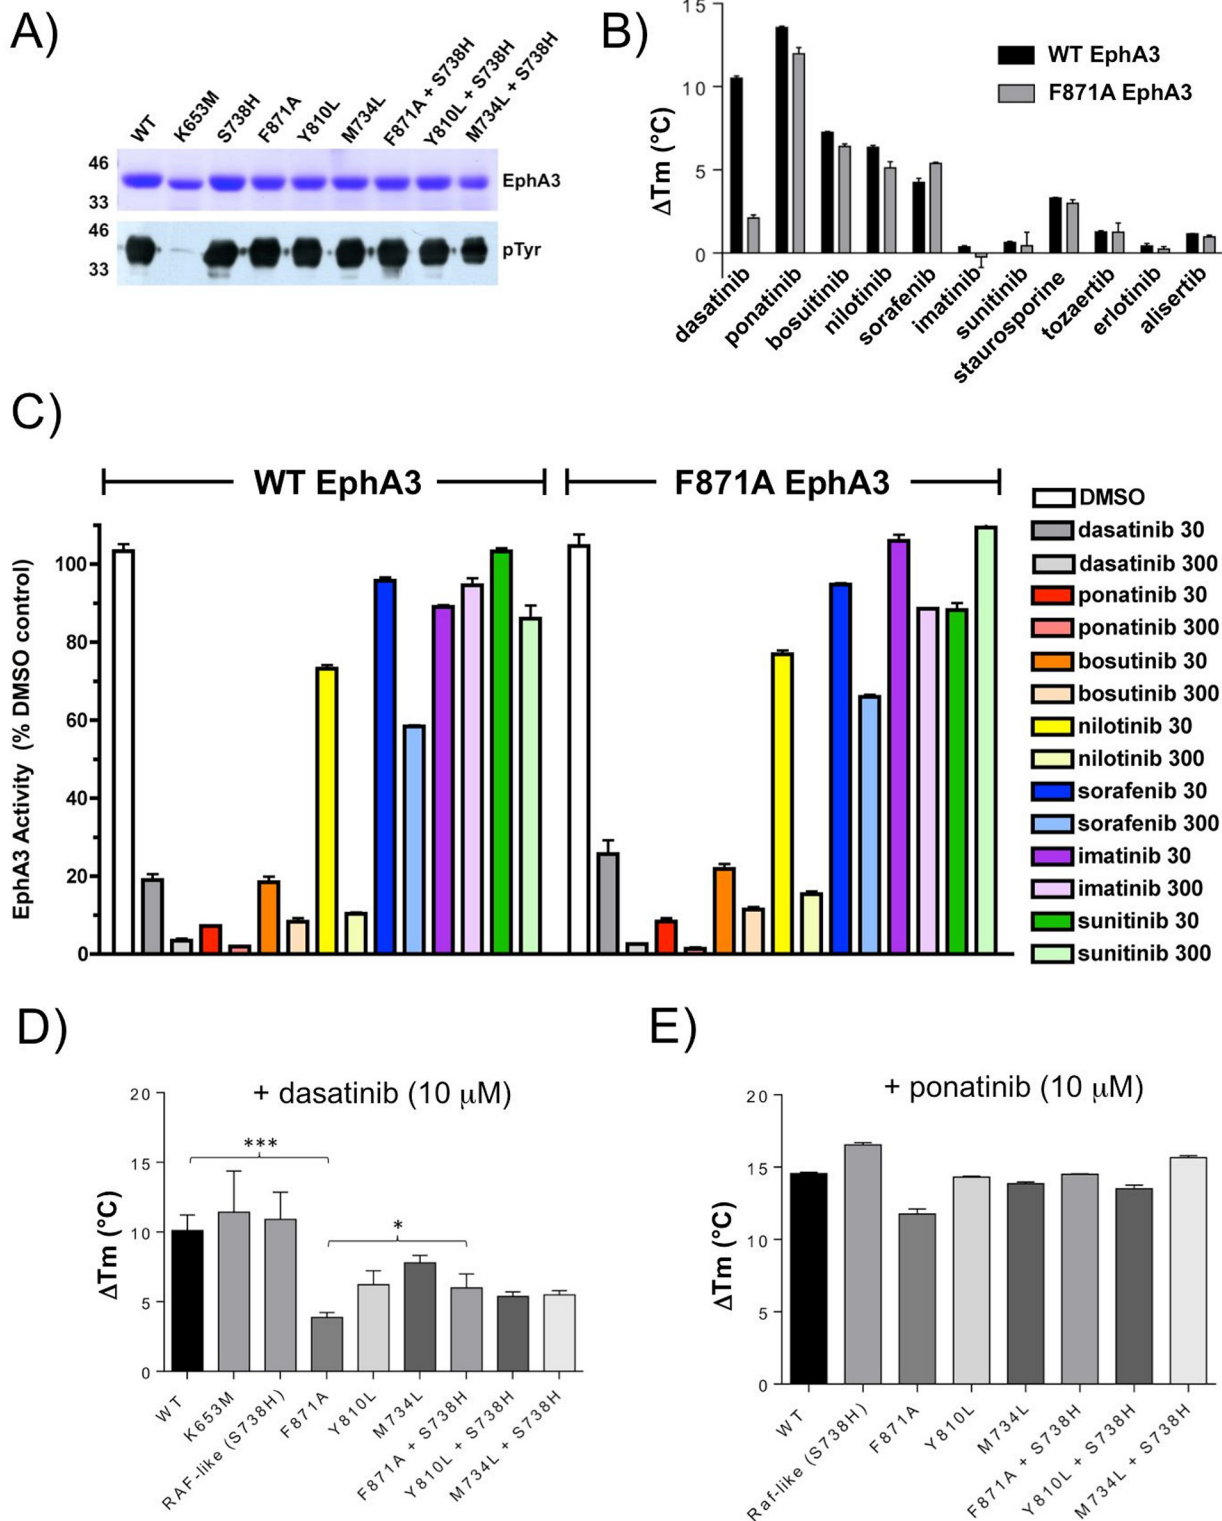 A)
WT
K653M
S738H
F871A
Y810L
M734L
F871A + S738H
Y810L + S738H
M734L + S738H
46
33
EphA3
46
33
pTyr
B)
15
10
5
0
ΔTm (°C)
WT EphA3
F871A EphA3
dasatinib
ponatinib
bosuitinib
nilotinib
sorafenib
imatinib
sunitinib
staurosporine
tozaertib
erlotinib
alisertib
C)
WT EphA3
F871A EphA3
EphA3 Activity (% DMSO control)
100
80
60
40
20
0
DMSO
dasatinib 30
dasatinib 300
ponatinib 30
ponatinib 300
bosutinib 30
bosutinib 300
nilotinib 30
nilotinib 300
sorafenib 30
sorafenib 300
imatinib 30
imatinib 300
sunitinib 30
sunitinib 300
D)
+ dasatinib (10 μM)
ΔTm (°C)
20
15
10
5
0
***
*
WT
K653M
RAF-like (S738H)
F871A
Y810L
M734L
F871A + S738H
Y810L + S738H
M734L + S738H
E)
+ ponatinib (10 μM)
ΔTm (°C)
20
15
10
5
0
WT
Raf-like (S738H)
F871A
Y810L
M734L
F871A + S738H
Y810L + S738H
M734L + S738H